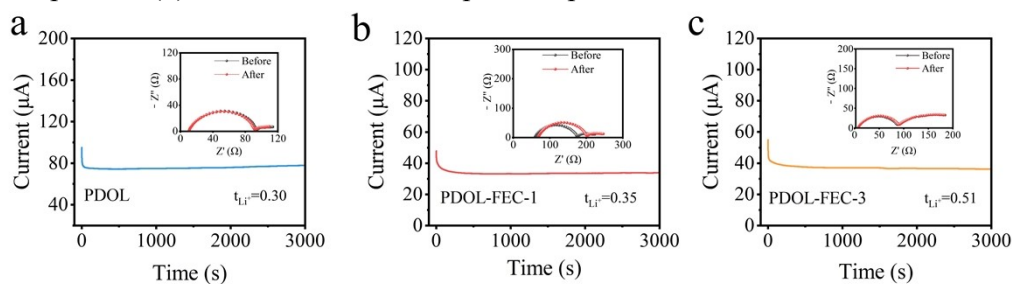 a
200
160
120
80
40
Current (μA)
0
1000
2000
3000
Time (s)
PDOL
tLi⁺=0.30
120
80
40
0
- Z'' (Ω)
0
40
80
120
Z' (Ω)
Before
After
b
120
100
80
60
40
20
0
Current (μA)
0
1000
2000
3000
Time (s)
PDOL-FEC-1
tLi⁺=0.35
300
200
100
0
- Z'' (Ω)
0
100
200
300
Z' (Ω)
Before
After
c
120
100
80
60
40
20
0
Current (μA)
0
1000
2000
3000
Time (s)
PDOL-FEC-3
tLi⁺=0.51
200
150
100
50
0
- Z'' (Ω)
0
50
100
150
200
Z' (Ω)
Before
After